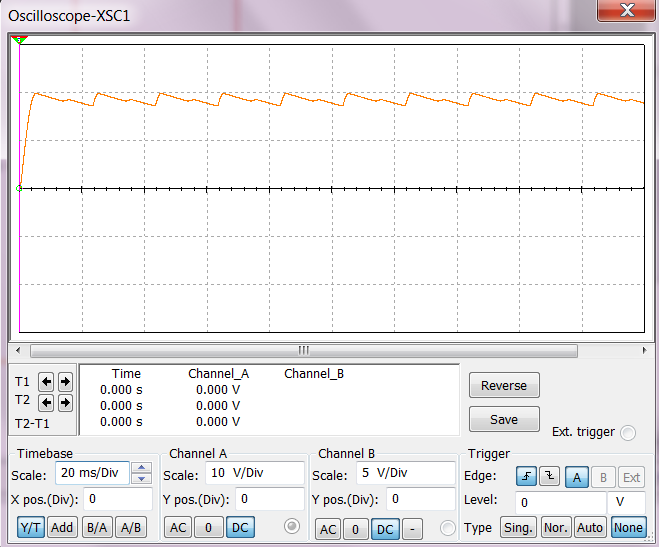 Oscilloscope-XSC1
Time Channel_A Channel_B
T1 0.000 s 0.000 V
T2 0.000 s 0.000 V
T2-T1 0.000 s 0.000 V
Reverse
Save
Ext. trigger
Timebase
Scale: 20 ms/Div
X pos.(Div): 0
Y/T Add B/A A/B
Channel A
Scale: 10 V/Div
Y pos.(Div): 0
AC 0 DC
Channel B
Scale: 5 V/Div
Y pos.(Div): 0
AC 0 DC -
Trigger
Edge: A B Ext
Level: 0 V
Type Sing. Nor. Auto None